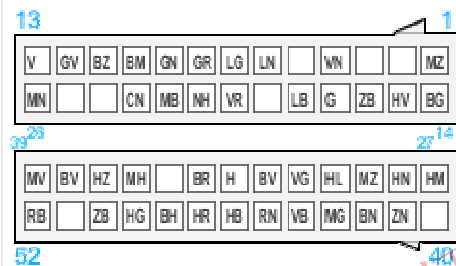 13 1
V GV BZ BM GN GR LG LN WN MZ
MN CN MB NH VR LB G ZB HV BG
26 14
39 27
MV BV HZ MH BR H BV VG HL MZ HN HM
RB ZB HG BH HR HB RN VB MG BN ZN
52 40